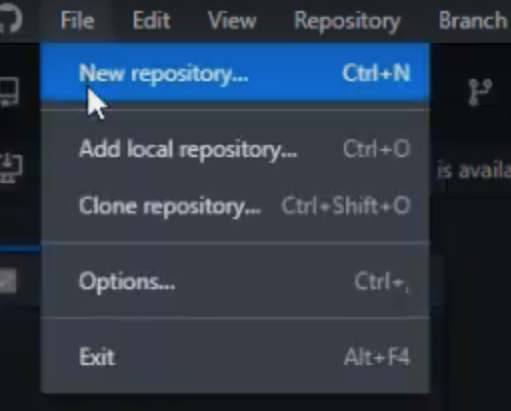 File Edit View Repository Branch
New repository... Ctrl+N
Add local repository... Ctrl+O
is availa
Clone repository... Ctrl+Shift+O
Options... Ctrl+,
Exit Alt+F4